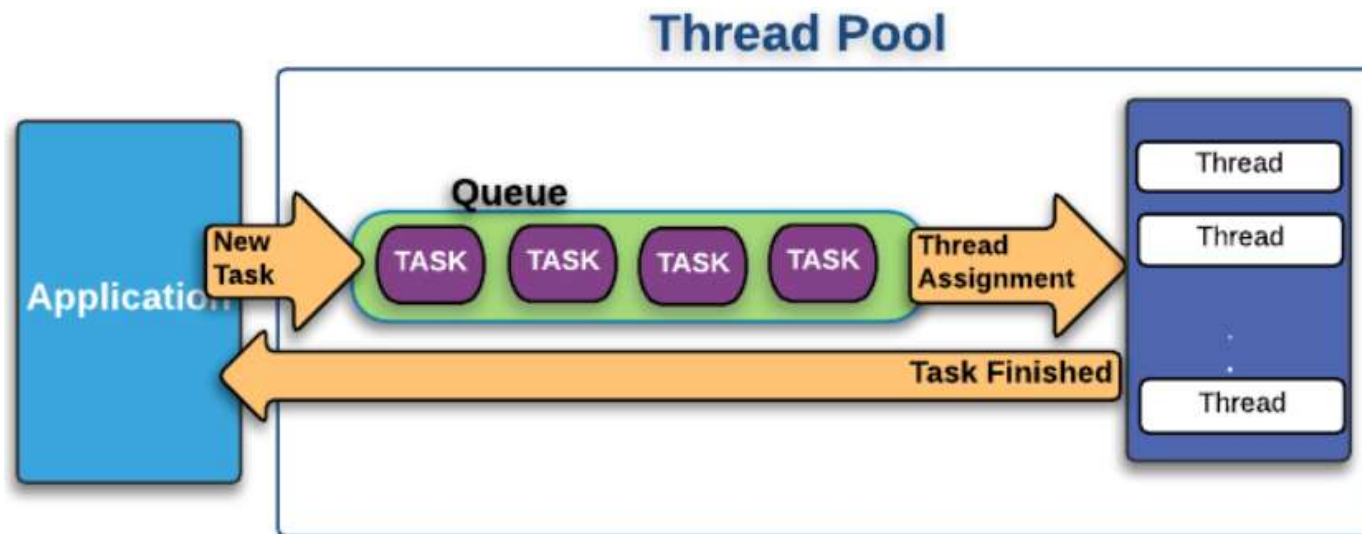 Thread Pool
Application
New
Task
Queue
TASK
TASK
TASK
TASK
Thread
Assignment
Task Finished
Thread
Thread
.
.
Thread